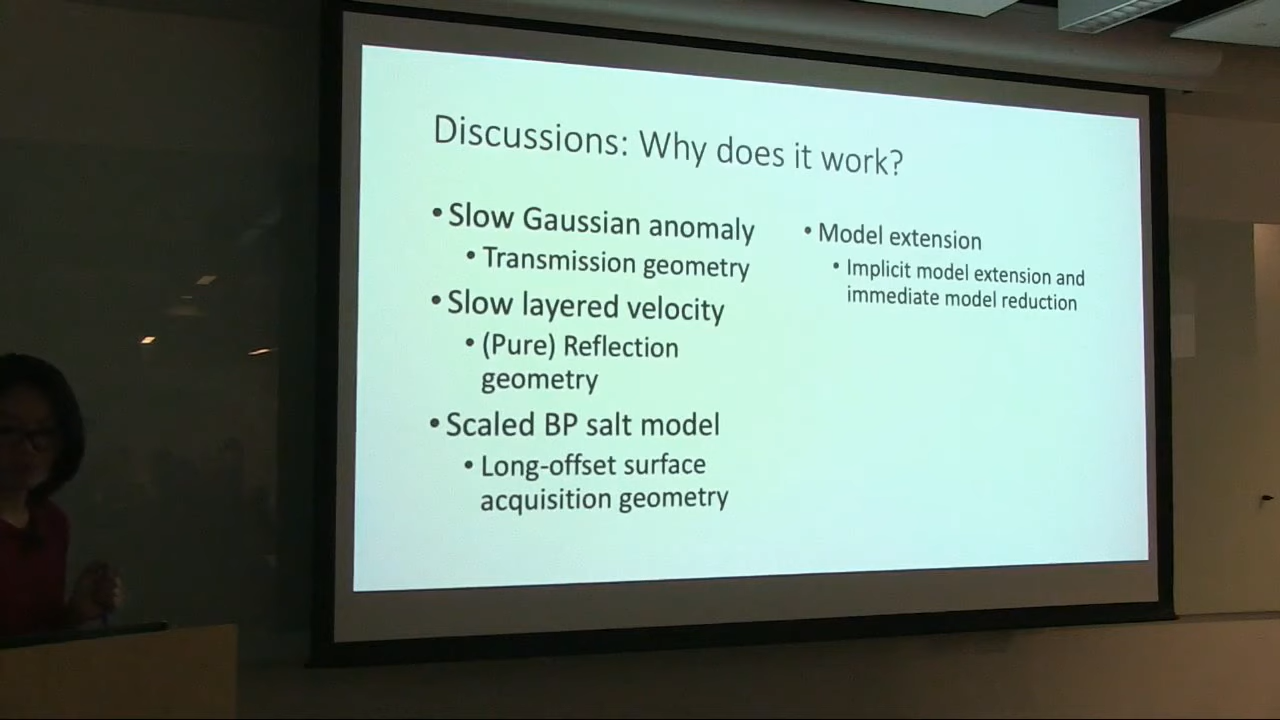 Discussions: Why does it work?
• Slow Gaussian anomaly
• Transmission geometry
• Slow layered velocity
• (Pure) Reflection
geometry
• Scaled BP salt model
• Long-offset surface
acquisition geometry
• Model extension
• Implicit model extension and
immediate model reduction